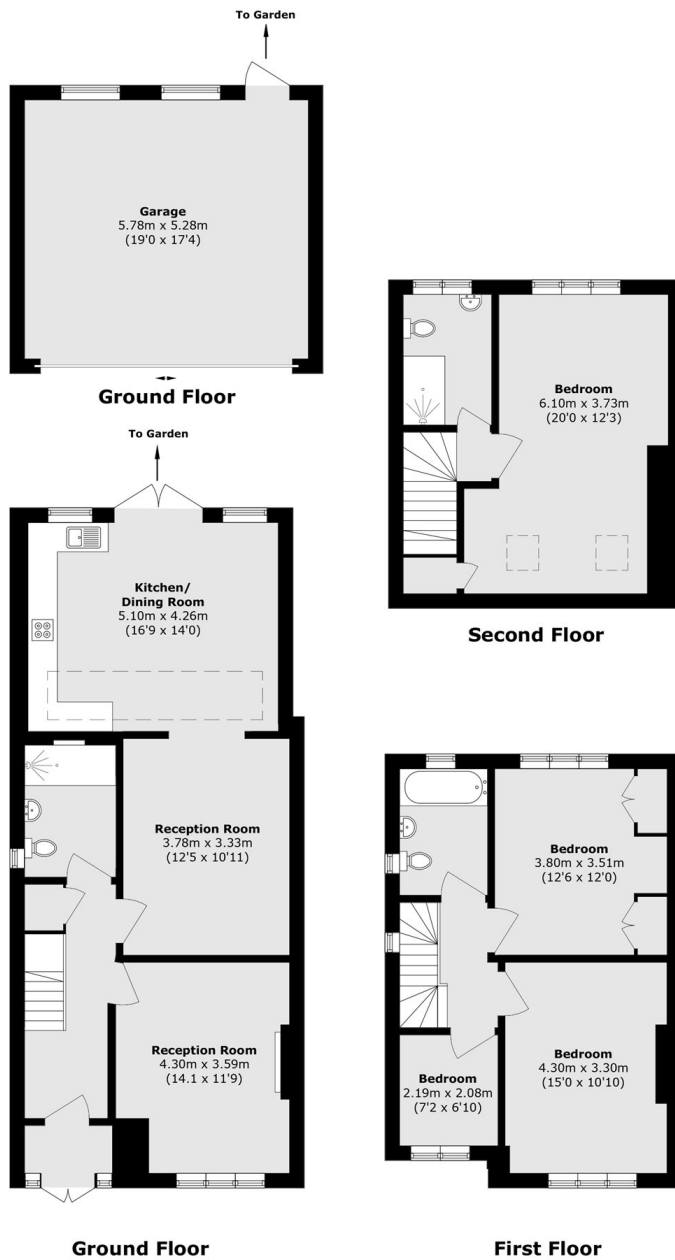 To Garden
Garage
5.78m x 5.28m
(19'0 x 17'4)
Ground Floor
To Garden
Kitchen/
Dining Room
5.10m x 4.26m
(16'9 x 14'0)
Reception Room
3.78m x 3.33m
(12'5 x 10'11)
Reception Room
4.30m x 3.59m
(14.1 x 11'9)
Ground Floor
Bedroom
6.10m x 3.73m
(20'0 x 12'3)
Second Floor
Bedroom
3.80m x 3.51m
(12'6 x 12'0)
Bedroom
4.30m x 3.30m
(15'0 x 10'10)
Bedroom
2.19m x 2.08m
(7'2 x 6'10)
First Floor